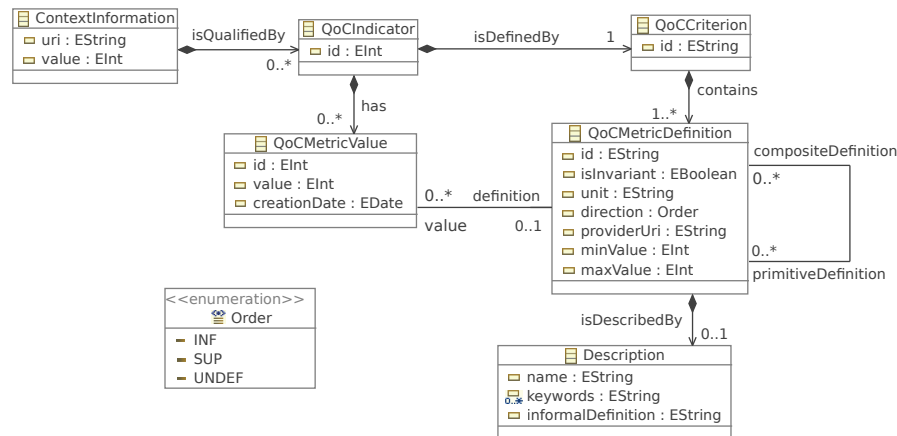 ContextInformation
uri : EString
value : EInt
isQualifiedBy
0..*
QoCIndicator
id : EInt
isDefinedBy
1
QoCCriterion
id : EString
has
0..*
contains
1..*
QoCMetricValue
id : EInt
value : EInt
creationDate : EDate
0..*
definition
value
0..1
QoCMetricDefinition
id : EString
isInvariant : EBoolean
unit : EString
direction : Order
providerUri : EString
minValue : EInt
maxValue : EInt
compositeDefinition
0..*
0..*
primitiveDefinition
<<enumeration>>
Order
INF
SUP
UNDEF
isDescribedBy
0..1
Description
name : EString
0..*
keywords : EString
informalDefinition : EString